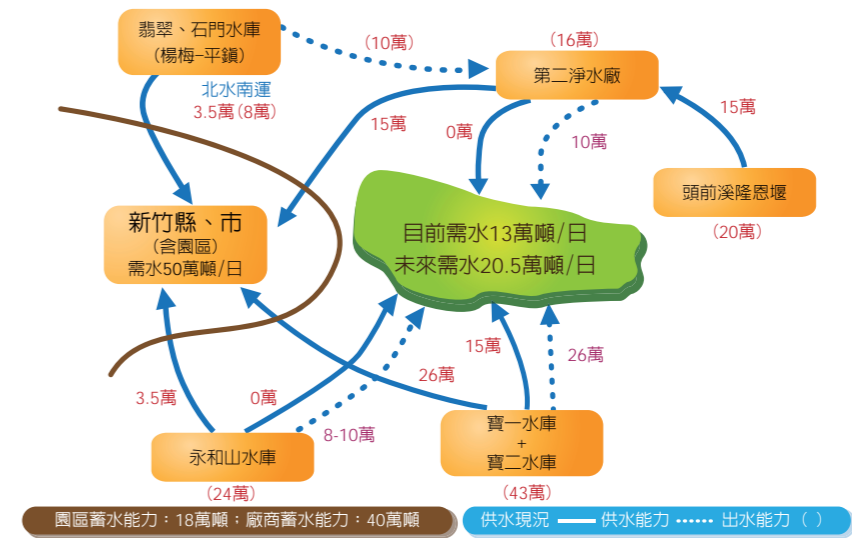 翡翠、石門水庫
(楊梅–平鎮)
(10萬)
(16萬)
第二淨水廠
北水南運
3.5萬(8萬)
15萬
0萬
10萬
15萬
頭前溪隆恩堰
(20萬)
新竹縣、市
(含園區)
需水50萬噸/日
目前需水13萬噸/日
未來需水20.5萬噸/日
3.5萬
0萬
26萬
15萬
26萬
8-10萬
永和山水庫
(24萬)
寶一水庫
+
寶二水庫
(43萬)
園區蓄水能力：18萬噸；廠商蓄水能力：40萬噸
供水現況 供水能力 出水能力（ ）